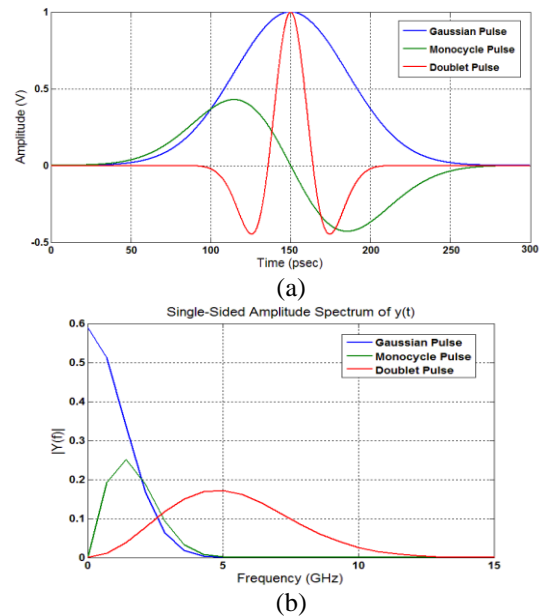 1
0.5
0
-0.5
Amplitude (V)
Gaussian Pulse
Monocycle Pulse
Doublet Pulse
0 50 100 150 200 250 300
Time (psec)
(a)
Single-Sided Amplitude Spectrum of y(t)
0.6
0.5
0.4
0.3
0.2
0.1
0
|Y(f)|
Gaussian Pulse
Monocycle Pulse
Doublet Pulse
0 5 10 15
Frequency (GHz)
(b)